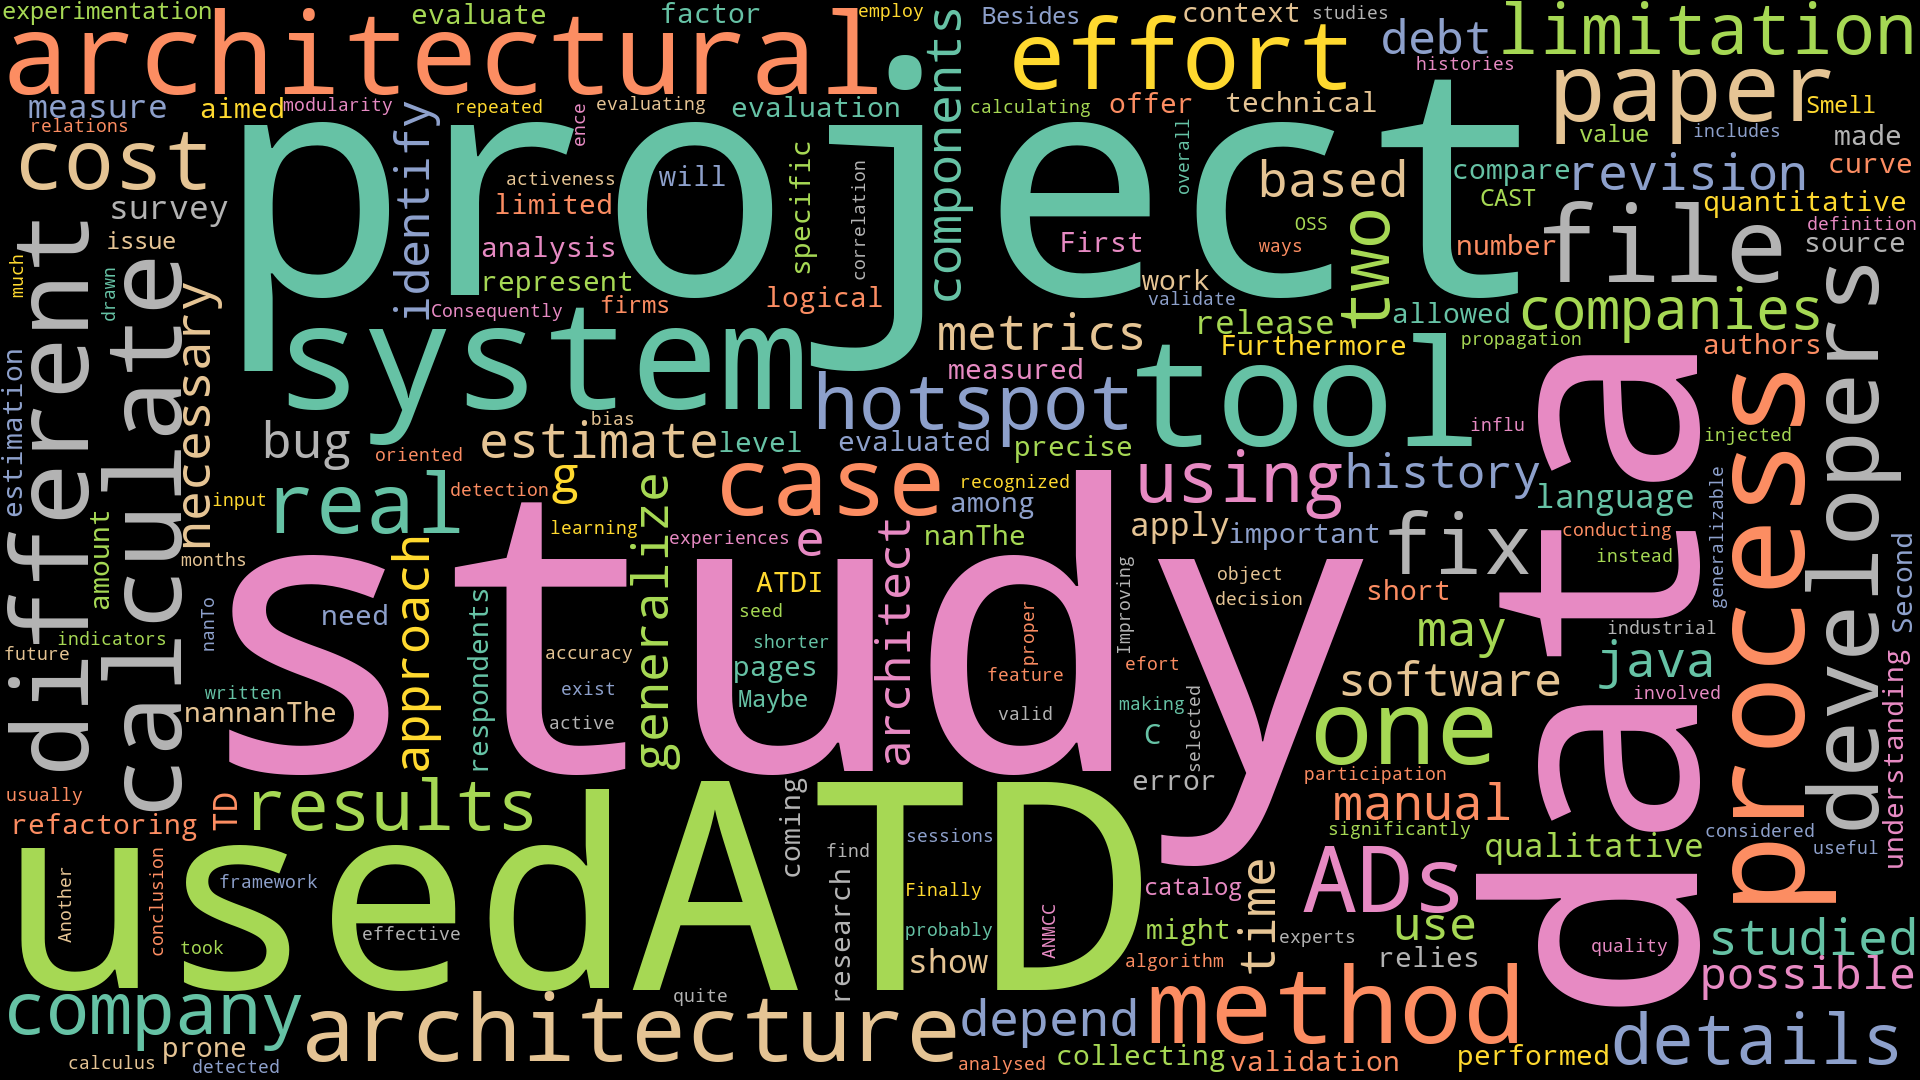 experimentation
evaluate
factor
employ
Besides
context
studies
architectural
components
effort
debt
limitation
histories
paper
measure
aimed
modularity
repeated
ence
evaluating
evaluation
calculating
offer
technical
Smell
relations
identify
project
overall
value
includes
made
cost
activeness
will
specific
correlation
based
compare
revision
curve
survey
limited
CAST
quantitative
two
OSS
definition
file
issue
analysis
First
ways
number
source
different
much
drawn
calculate
necessary
represent
work
Consequently
firms
logical
validate
metrics
release
allowed
companies
system
Furthermore
propagation
authors
tool
estimation
measured
data
process
developers
hotspot
bias
bug
oriented
estimate
level
evaluated
precise
influ
injected
real
detection
g
case
recognized
using
history
input
among
language
learning
generalize
experiences
e
architect
nanThe
apply
important
fix
conducting
generalizable
amount
months
approach
instead
Second
study
ATDI
Improving
object
decision
short
nanTo
need
respondents
seed
proper
may
industrial
indicators
shorter
future
accuracy
pages
efort
java
understanding
written
exist
feature
software
involved
nannanThe
active
Maybe
valid
making
selected
C
one
usually
TD
results
coming
error
participation
manual
refactoring
significantly
considered
usedATD
find
sessions
qualitative
useful
Another
conclusion
framework
research
Finally
catalog
time
ADs
took
effective
probably
ANMCC
might
experts
use
quality
studied
show
algorithm
relies
possible
company
quite
architecture
depend
method
details
calculus
prone
detected
analysed
collecting
validation
performed